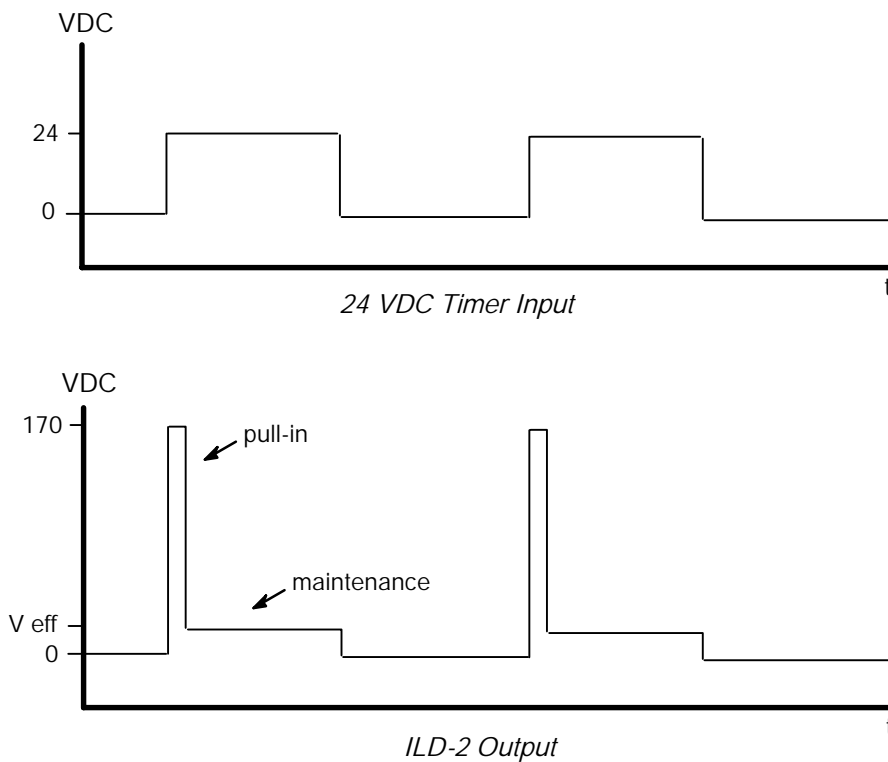 VDC
24
0
t
24 VDC Timer Input
VDC
170
pull-in
maintenance
V eff
0
t
ILD-2 Output